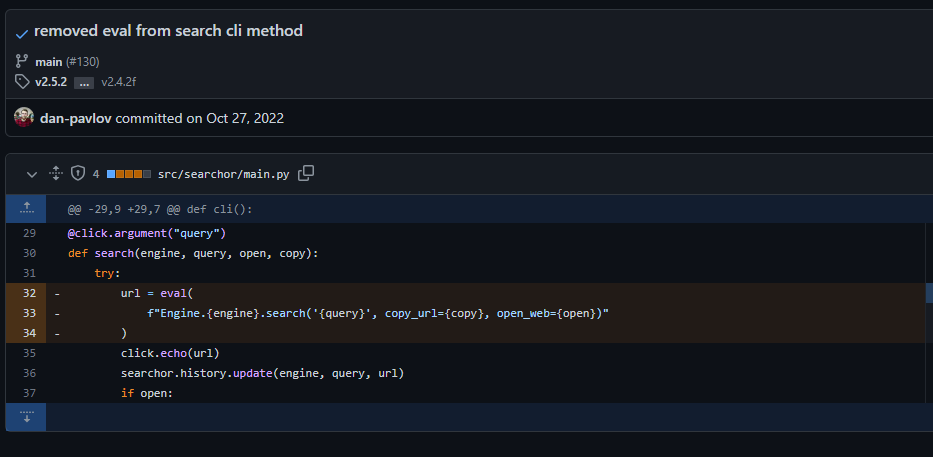 removed eval from search cli method
main (#130)
v2.5.2 ... v2.4.2f
dan-pavlov committed on Oct 27, 2022
4 src/searchor/main.py
@@ -29,9 +29,7 @@ def cli():
29 @click.argument("query")
30 def search(engine, query, open, copy):
31 try:
32 - url = eval(
33 - f"Engine.{engine}.search('{query}', copy_url={copy}, open_web={open})"
34 - )
35 click.echo(url)
36 searchor.history.update(engine, query, url)
37 if open: